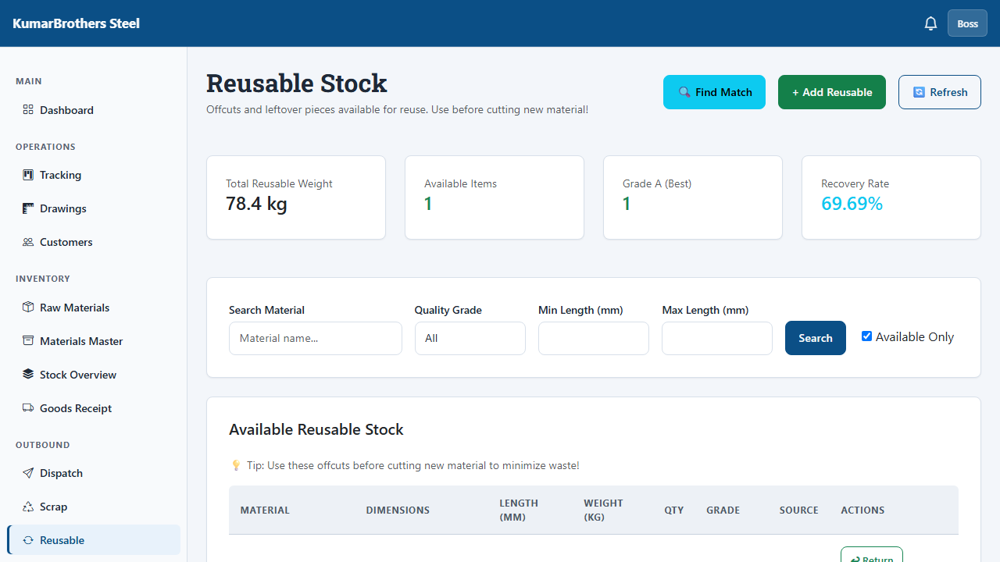 KumarBrothers Steel
Boss
MAIN
Dashboard
OPERATIONS
Tracking
Drawings
Customers
INVENTORY
Raw Materials
Materials Master
Stock Overview
Goods Receipt
OUTBOUND
Dispatch
Scrap
Reusable
Reusable Stock
Offcuts and leftover pieces available for reuse. Use before cutting new material!
Find Match
+ Add Reusable
Refresh
Total Reusable Weight
78.4 kg
Available Items
1
Grade A (Best)
1
Recovery Rate
69.69%
Search Material
Material name...
Quality Grade
All
Min Length (mm)
Max Length (mm)
Search
Available Only
Available Reusable Stock
Tip: Use these offcuts before cutting new material to minimize waste!
MATERIAL
DIMENSIONS
LENGTH
(MM)
WEIGHT
(KG)
QTY
GRADE
SOURCE
ACTIONS
Return